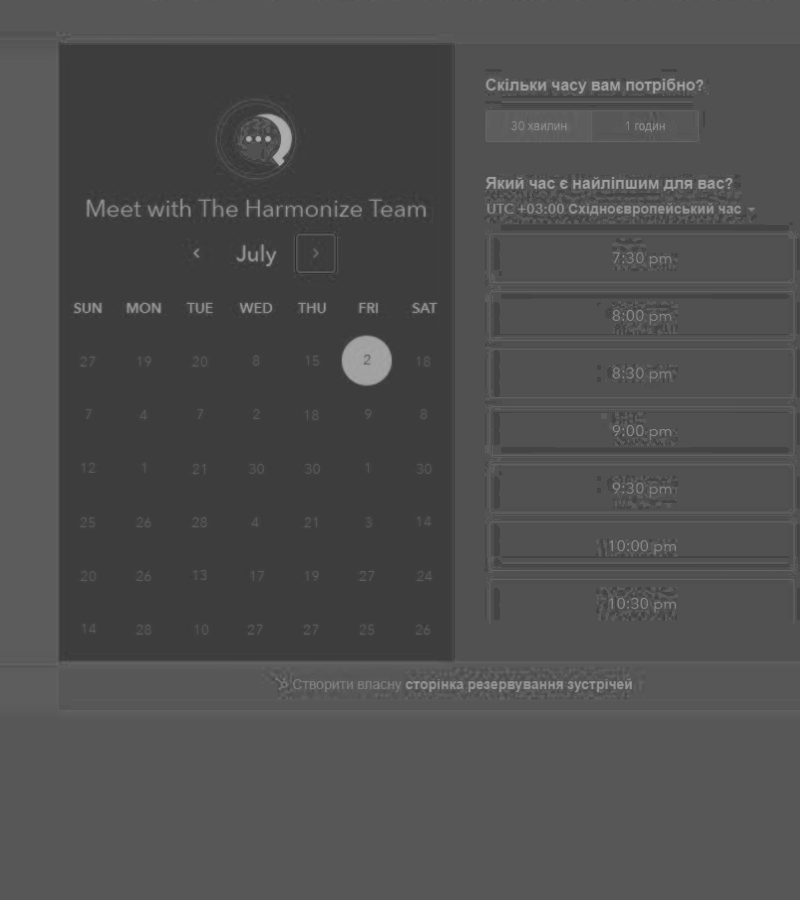 Meet with The Harmonize Team
July
SUN MON TUE WED THU FRI SAT
27 19 20 8 15 2 18
7 4 7 2 18 9 8
12 1 21 30 30 1 30
25 26 28 4 21 3 14
20 26 13 17 19 27 24
14 28 10 27 27 25 26
Скільки часу вам потрібно?
30 хвилин 1 годин
Який час є найліпшим для вас?
UTC +03:00 Східноєвропейський час
7:30 pm
8:00 pm
8:30 pm
9:00 pm
9:30 pm
10:00 pm
10:30 pm
Створити власну сторінка резервування зустрічей